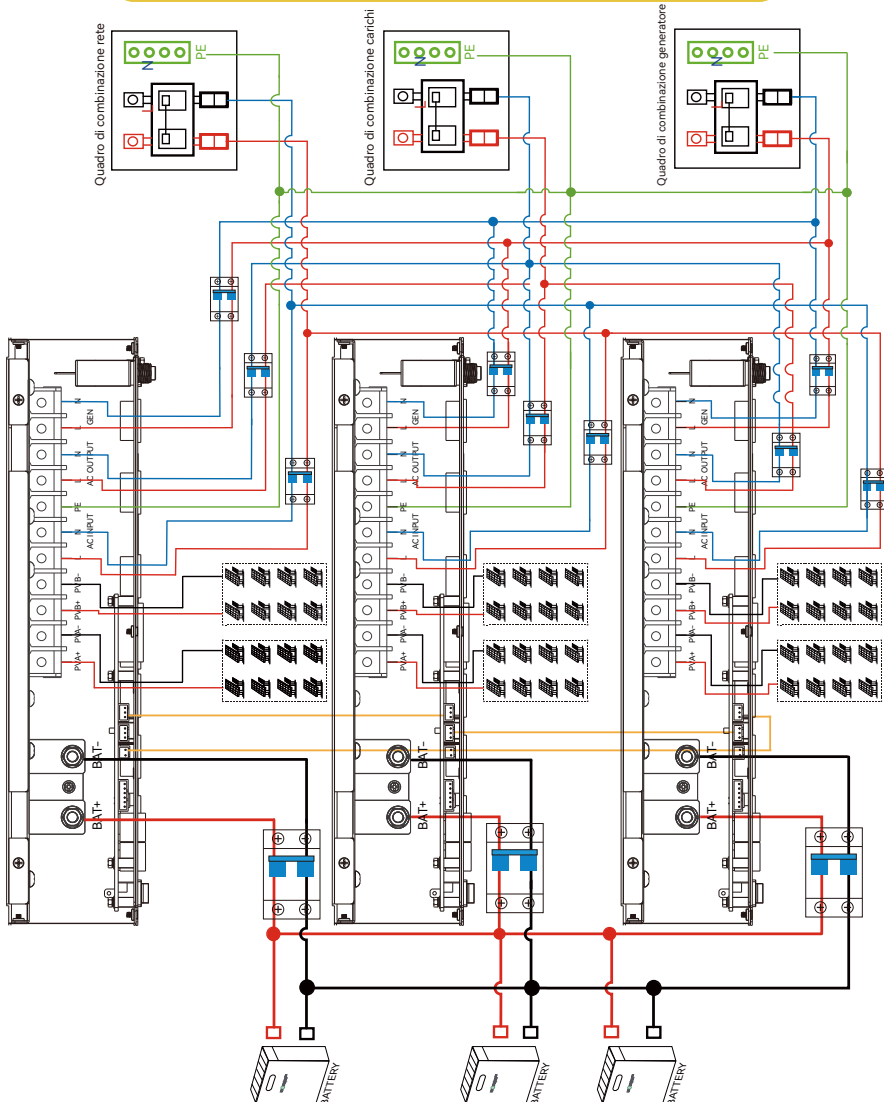 Quadro di combinazione rete
N
PE
L
Quadro di combinazione carichi
N
PE
L
Quadro di combinazione generatore
N
PE
L
N
GEN
L
N
AC OUTPUT
L
PE
N
AC INPUT
L
PVB-
PVB+
PVA-
PVA+
BAT-
BAT+
N
GEN
L
N
AC OUTPUT
L
PE
N
AC INPUT
L
PVB-
PVB+
PVA-
PVA+
BAT-
BAT+
N
GEN
L
N
AC OUTPUT
L
PE
N
AC INPUT
L
PVB-
PVB+
PVA-
PVA+
BAT-
BAT+
BATTERY
BATTERY
BATTERY